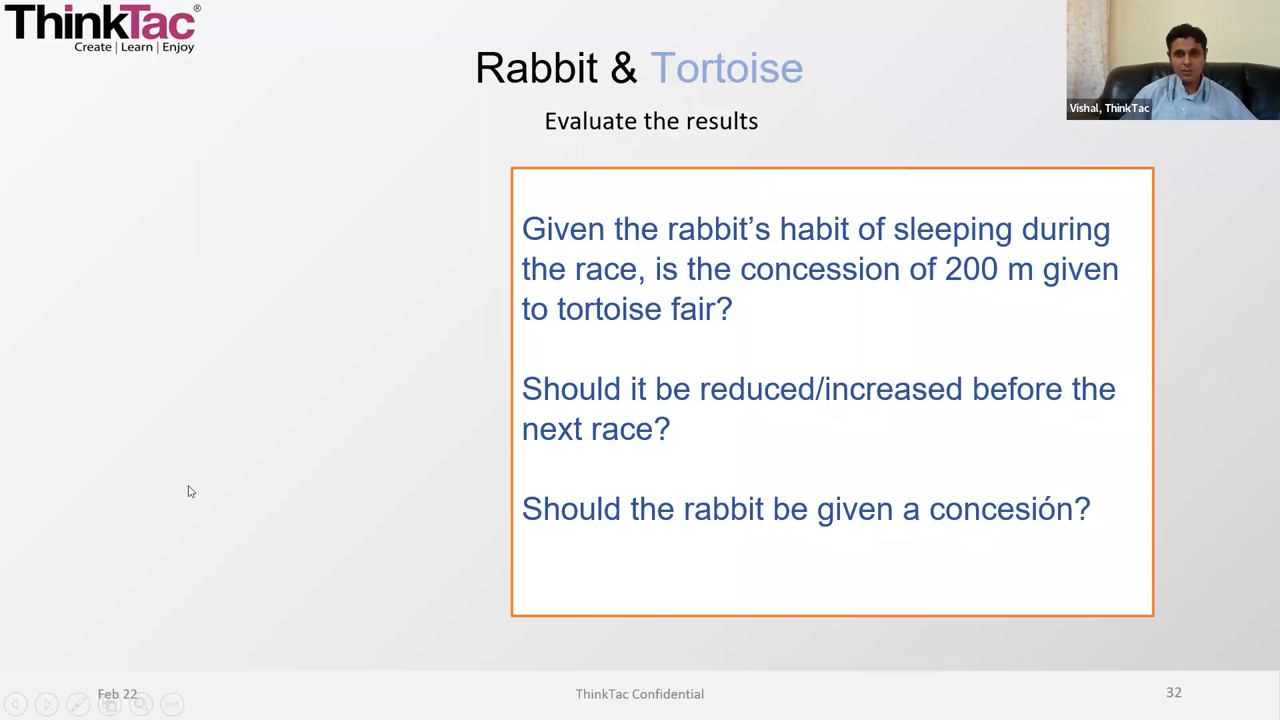 ThinkTac®
Create | Learn | Enjoy
Rabbit & Tortoise
Evaluate the results
Vishal, ThinkTac
Given the rabbit’s habit of sleeping during
the race, is the concession of 200 m given
to tortoise fair?
Should it be reduced/increased before the
next race?
Should the rabbit be given a concesión?
Feb 22
ThinkTac Confidential
32